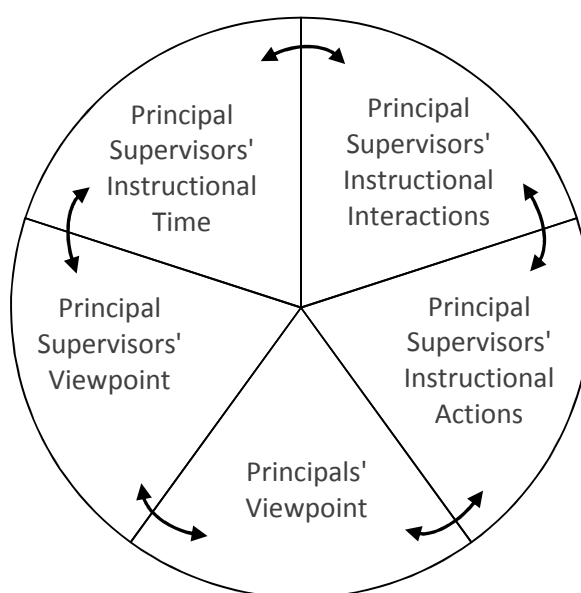 Principal
Supervisors'
Instructional
Time
Principal
Supervisors'
Instructional
Interactions
Principal
Supervisors'
Viewpoint
Principal
Supervisors'
Instructional
Actions
Principals'
Viewpoint